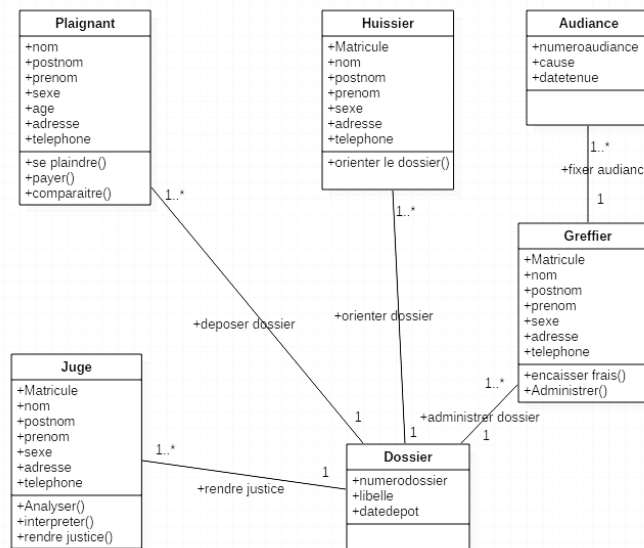 Plaignant
+nom
+postnom
+prenom
+sexe
+age
+adresse
+telephone
+se plaindre()
+payer()
+comparaitre()
1..*
+deposer dossier
1
Huissier
+Matricule
+nom
+postnom
+prenom
+sexe
+adresse
+telephone
+orienter le dossier()
1..*
+orienter dossier
1
Audiance
+numeroaudiance
+cause
+datetenue
1..*
+fixer audianc
1
Greffier
+Matricule
+nom
+postnom
+prenom
+sexe
+adresse
+telephone
+encaisser frais()
+Administrer()
1..*
+administrer dossier
1
Juge
+Matricule
+nom
+postnom
+prenom
+sexe
+adresse
+telephone
+Analyser()
+interpreter()
+rendre justice()
1..*
+rendre justice
1
Dossier
+numerodossier
+libelle
+datedepot